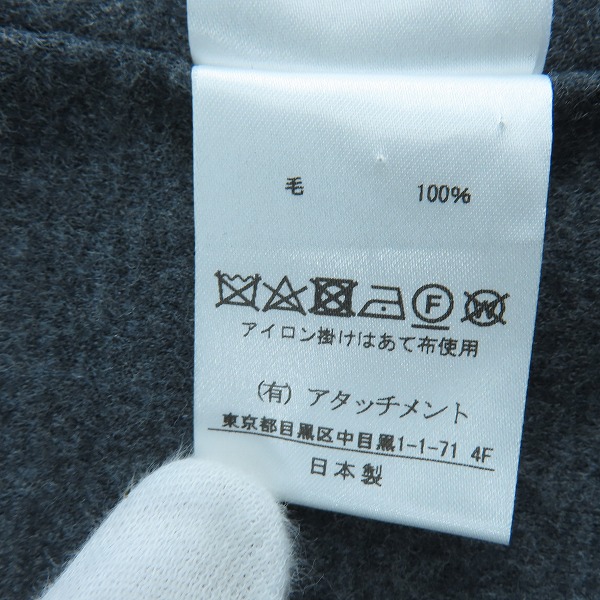 毛 100%
F W
アイロン掛けはあて布使用
(有) アタッチメント
東京都目黒区中目黒1-1-71 4F
日本製